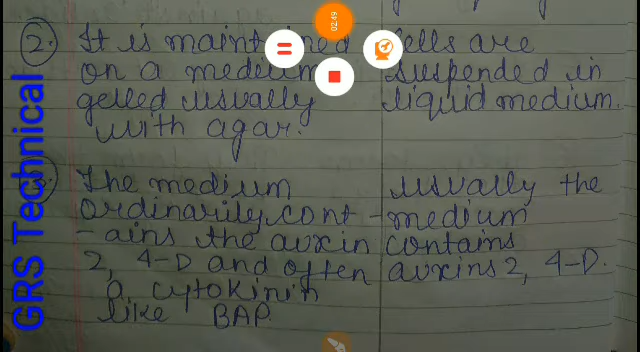 02:49
2. It is maintained
on a medium
gelled usually
with agar.
Cells are
suspended in
liquid medium.
3. The medium
ordinarily cont
-ains the auxin
2, 4-D and often
a cytokinin
like BAP.
usually the
-medium
contains
auxins 2, 4-D.
GRS Technical